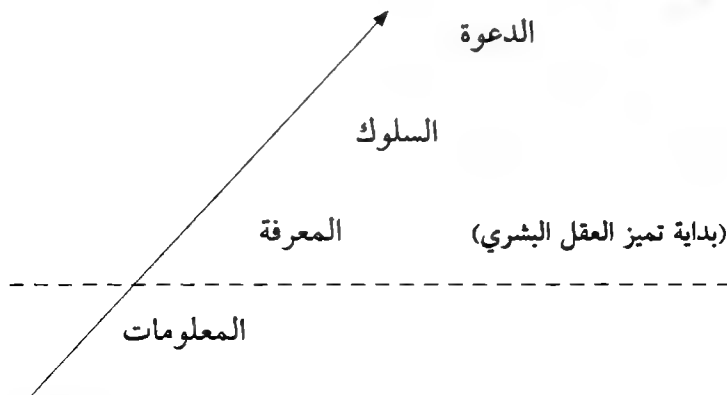 الدعوة
السلوك
المعرفة (بداية تميز العقل البشري)
المعلومات